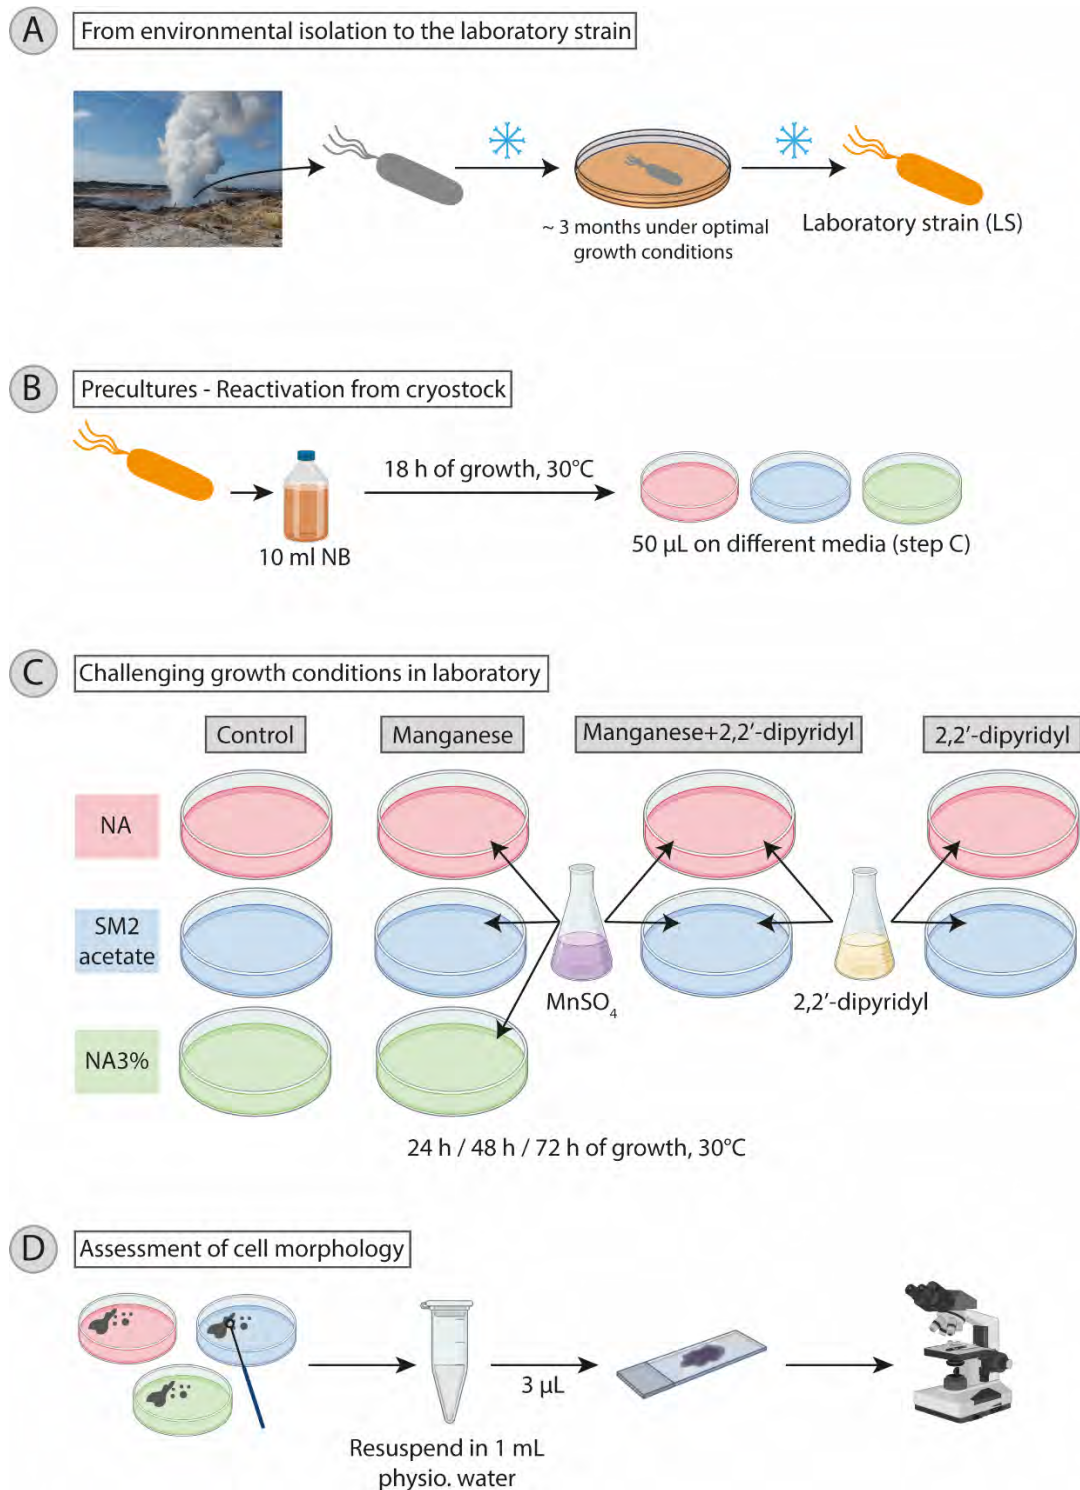 A From environmental isolation to the laboratory strain
~ 3 months under optimal
growth conditions
Laboratory strain (LS)
B Precultures - Reactivation from cryostock
18 h of growth, 30°C
10 ml NB
50 µL on different media (step C)
C Challenging growth conditions in laboratory
Control Manganese Manganese+2,2'-dipyridyl 2,2'-dipyridyl
NA
SM2
acetate
MnSO₄ 2,2'-dipyridyl
NA3%
24 h / 48 h / 72 h of growth, 30°C
D Assessment of cell morphology
3 µL
Resuspend in 1 mL
physio. water